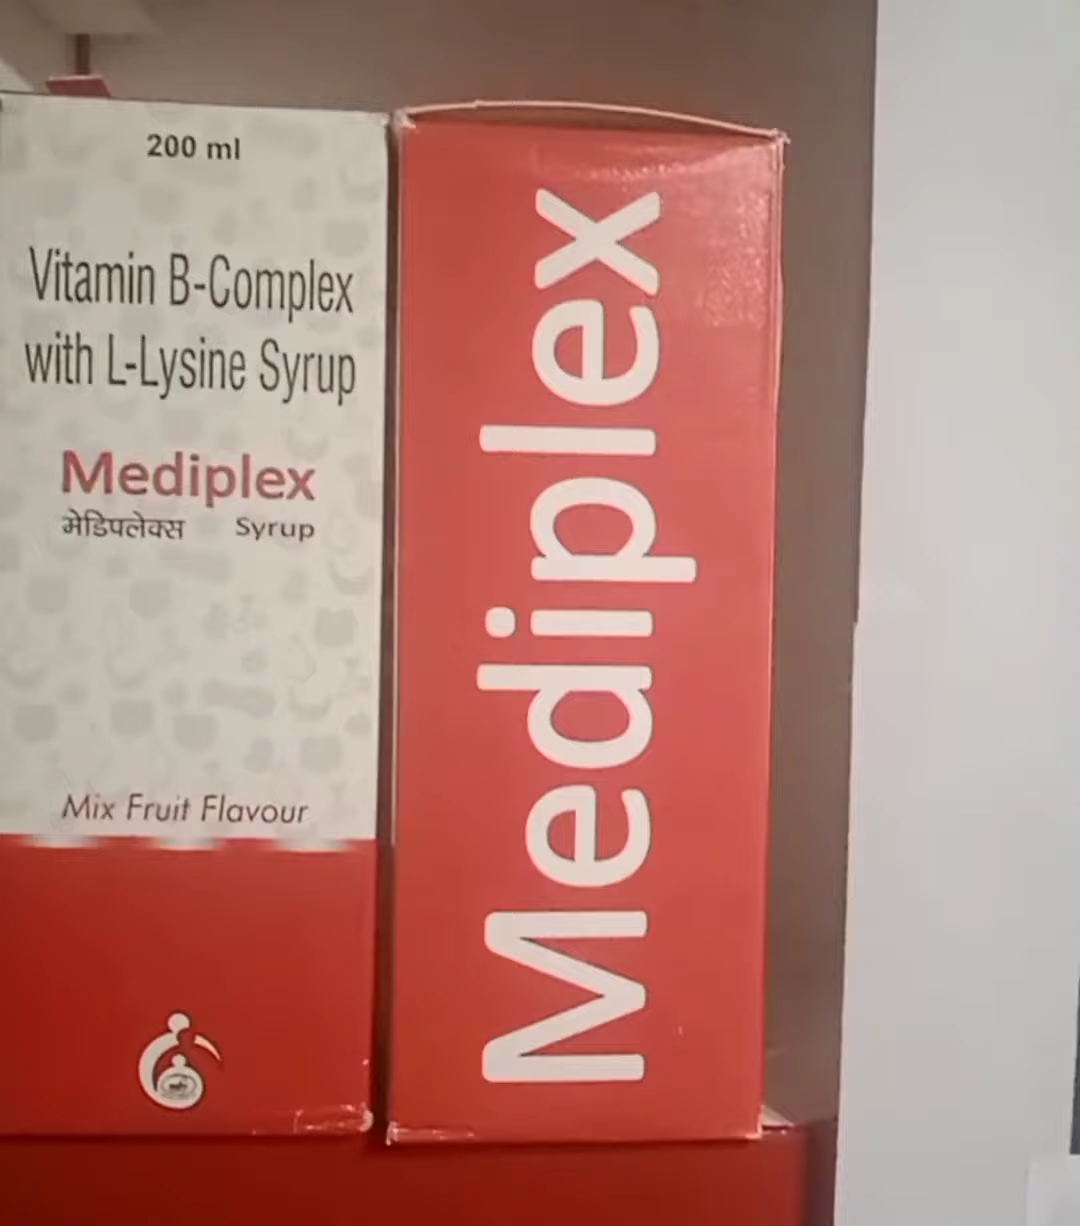 200 ml
Vitamin B-Complex
with L-Lysine Syrup
Mediplex
मेडिपलेक्स Syrup
Mix Fruit Flavour
Mediplex